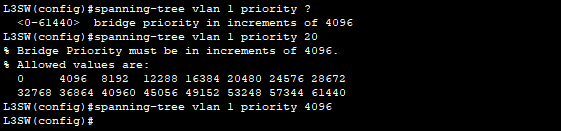 L3SW(config)#spanning-tree vlan 1 priority ?
<0-61440> bridge priority in increments of 4096
L3SW(config)#spanning-tree vlan 1 priority 20
% Bridge Priority must be in increments of 4096.
% Allowed values are:
0 4096 8192 12288 16384 20480 24576 28672
32768 36864 40960 45056 49152 53248 57344 61440
L3SW(config)#spanning-tree vlan 1 priority 4096
L3SW(config)#